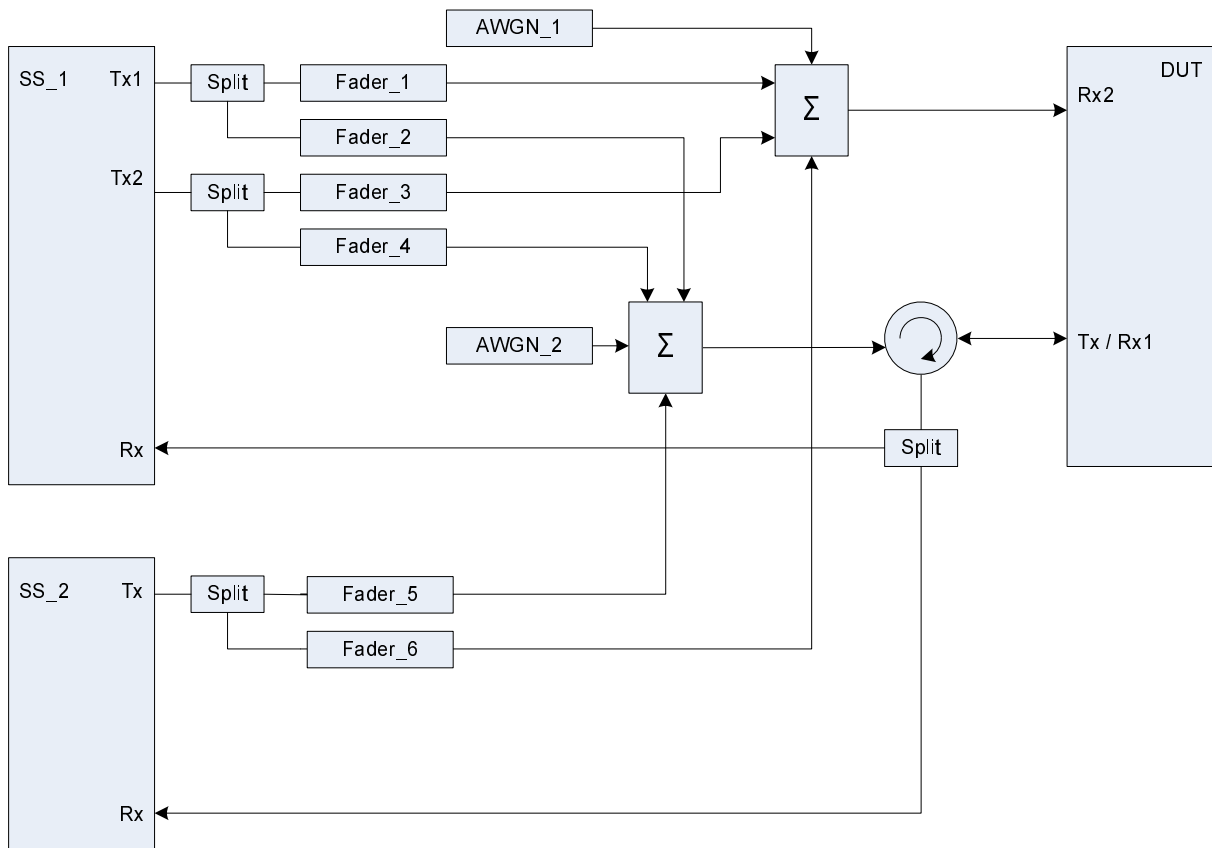 AWGN_1
SS_1
Tx1
Split
Fader_1
Σ
DUT
Rx2
Fader_2
Tx2
Split
Fader_3
Fader_4
AWGN_2
Σ
Tx / Rx1
Rx
Split
SS_2
Tx
Split
Fader_5
Fader_6
Rx